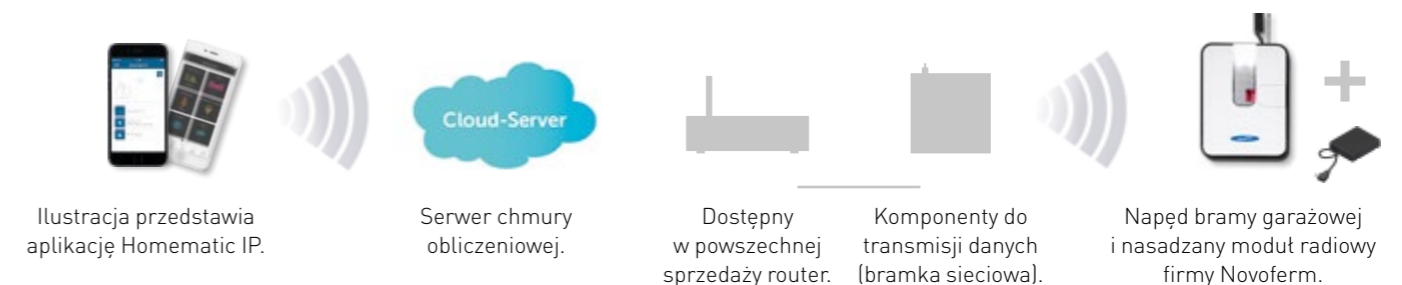 Cloud-Server
Ilustracja przedstawia
aplikację Homematic IP.
Serwer chmury
obliczeniowej.
Dostępny
w powszechnej
sprzedaży router.
Komponenty do
transmisji danych
(bramka sieciowa).
Napęd bramy garażowej
i nasadzany moduł radiowy
firmy Novoferm.